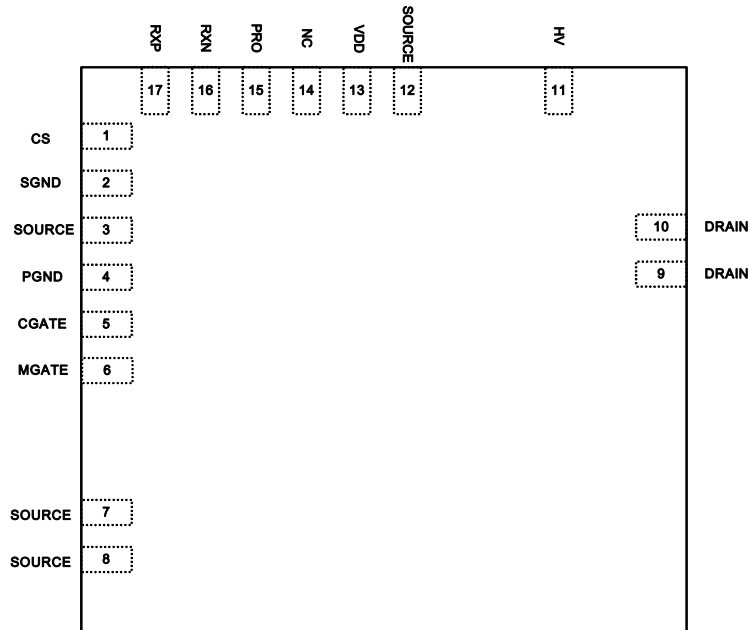 RXP
RXN
PRO
NC
VDD
SOURCE
HV
17
16
15
14
13
12
11
CS 1
SGND 2
SOURCE 3
10 DRAIN
PGND 4
9 DRAIN
CGATE 5
MGATE 6
SOURCE 7
SOURCE 8